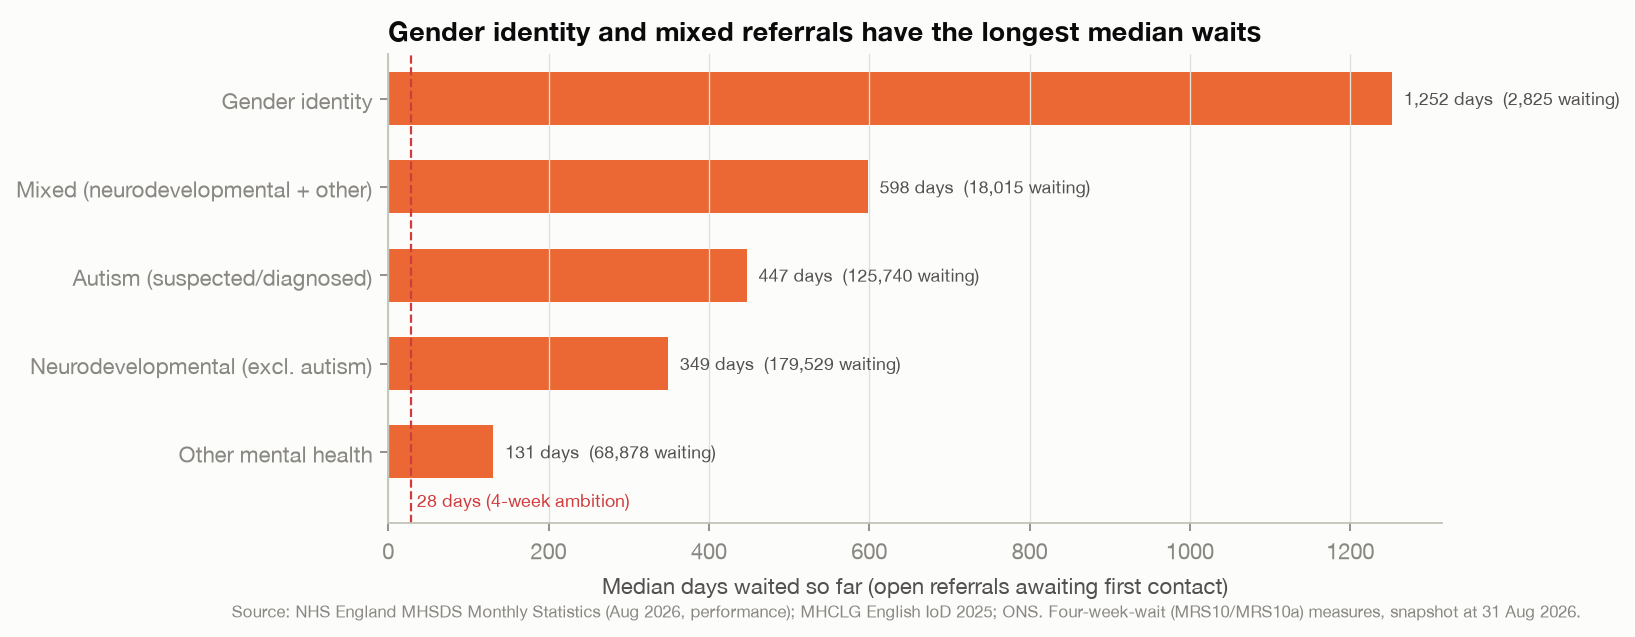 Gender identity and mixed referrals have the longest median waits
Gender identity
1,252 days (2,825 waiting)
Mixed (neurodevelopmental + other)
598 days (18,015 waiting)
Autism (suspected/diagnosed)
447 days (125,740 waiting)
Neurodevelopmental (excl. autism)
349 days (179,529 waiting)
Other mental health
131 days (68,878 waiting)
28 days (4-week ambition)
0 200 400 600 800 1000 1200
Median days waited so far (open referrals awaiting first contact)
Source: NHS England MHSDS Monthly Statistics (Aug 2026, performance); MHCLG English IoD 2025; ONS. Four-week-wait (MRS10/MRS10a) measures, snapshot at 31 Aug 2026.